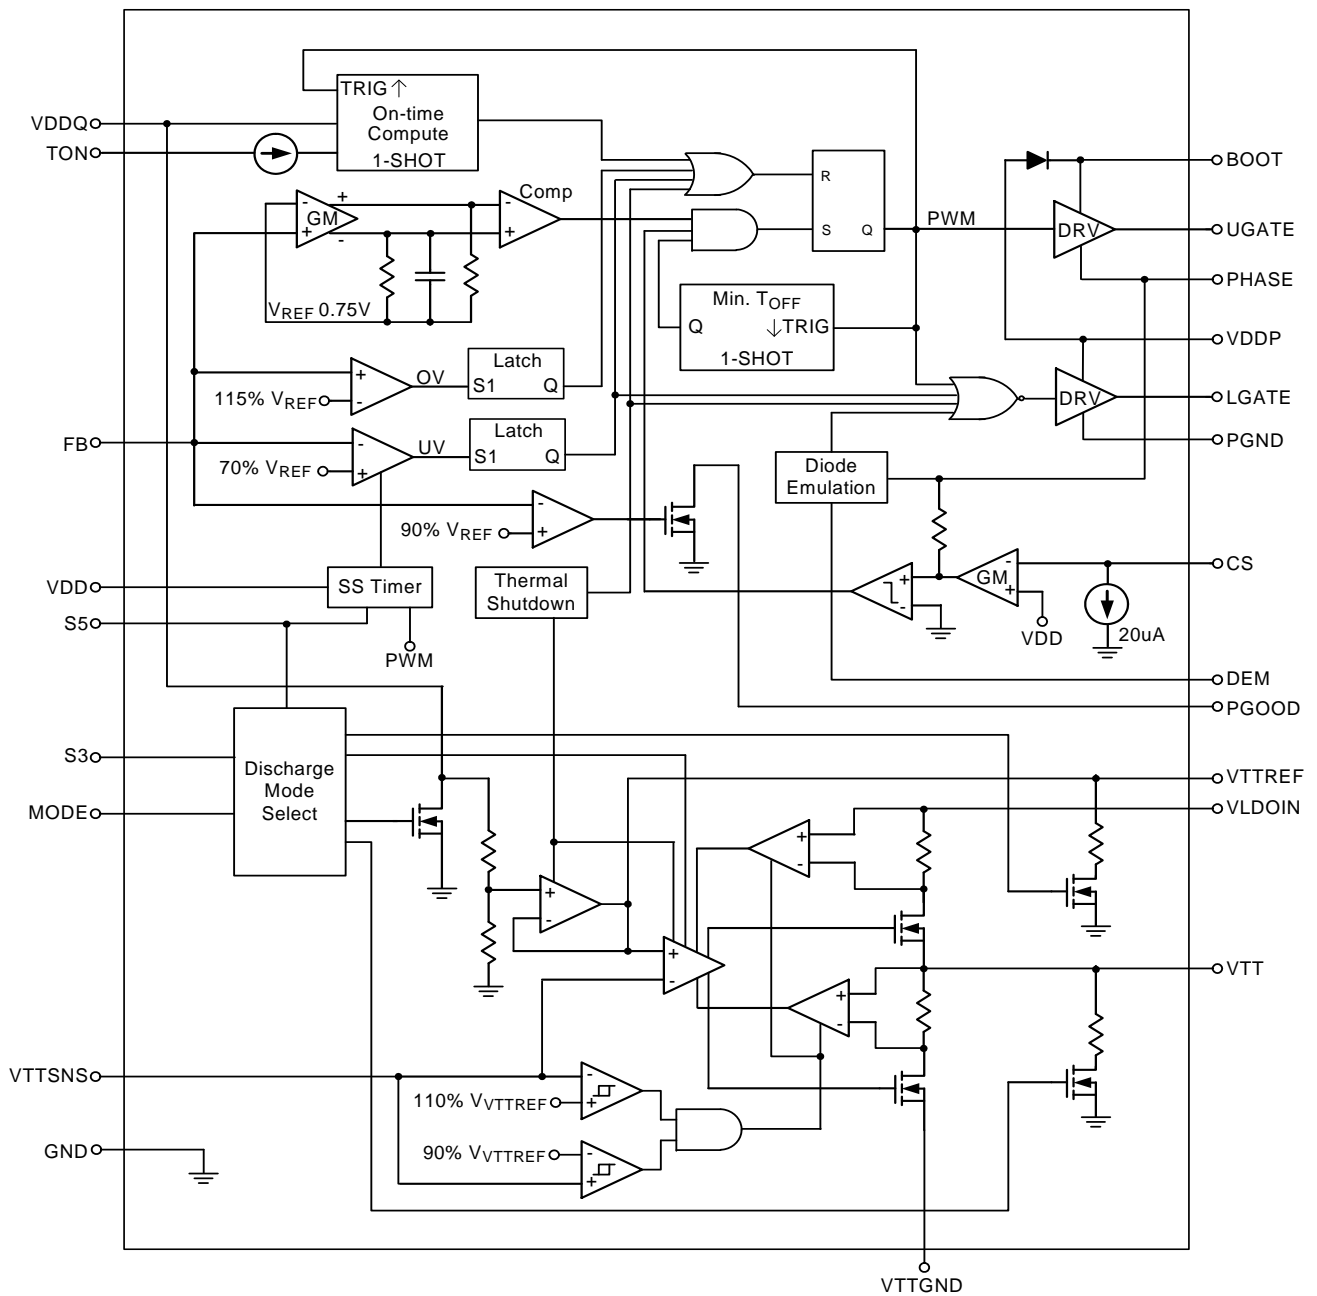 TRIG ↑
On-time
Compute
1-SHOT
VDDQ
TON
BOOT
Comp
+
-
GM
+
-
-
+
R
S
Q
PWM
DRV
UGATE
PHASE
VREF 0.75V
Min. TOFF
Q
↓TRIG
1-SHOT
VDDP
Latch
S1
Q
OV
+
-
115% VREF
DRV
LGATE
PGND
FB
Latch
S1
Q
UV
-
+
70% VREF
Diode
Emulation
90% VREF
-
+
VDD
SS Timer
Thermal
Shutdown
+
-
GM
-
+
CS
VDD
20uA
S5
PWM
DEM
PGOOD
S3
MODE
Discharge
Mode
Select
VTTREF
VLDOIN
+
-
+
-
+
-
VTT
+
-
VTTSNS
110% VVTTREF
-
+
90% VVTTREF
-
+
GND
VTTGND